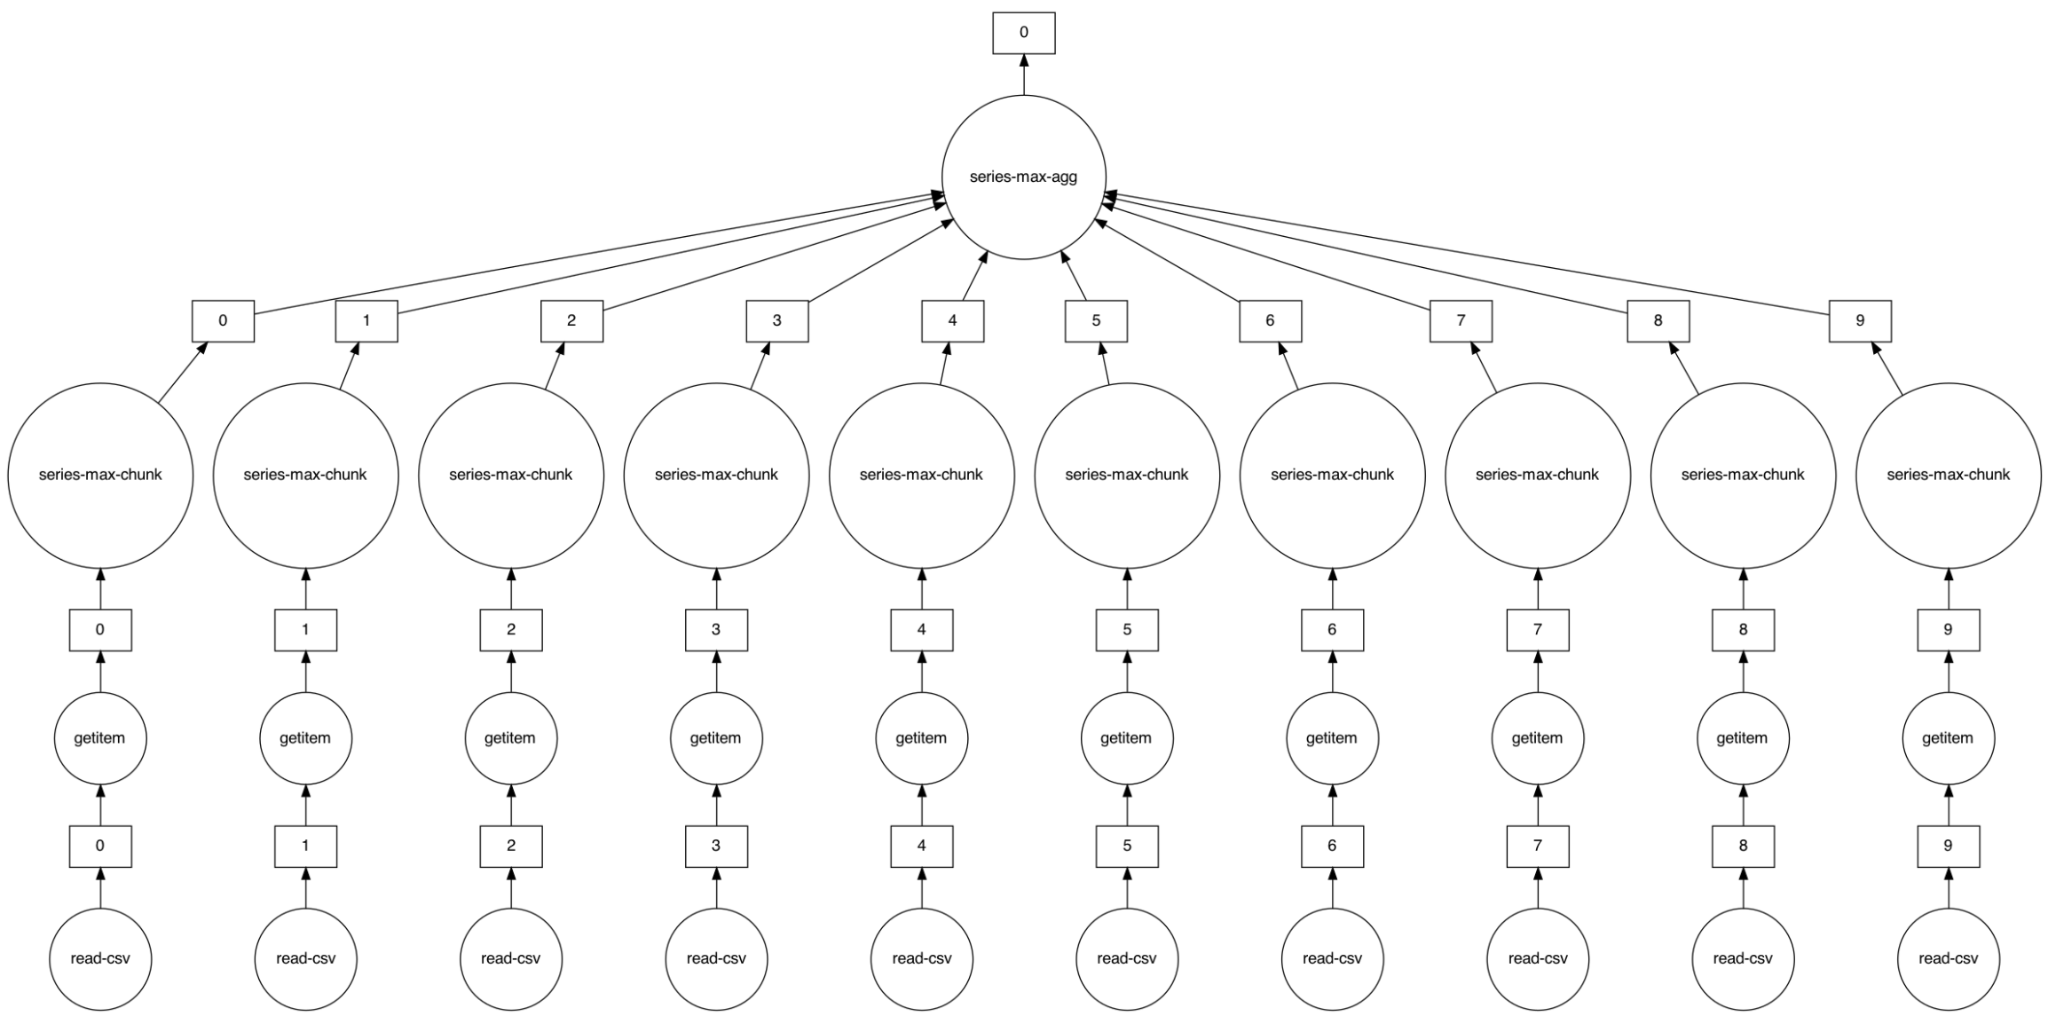 0
series-max-agg
0 1 2 3 4 5 6 7 8 9
series-max-chunk series-max-chunk series-max-chunk series-max-chunk series-max-chunk series-max-chunk series-max-chunk series-max-chunk series-max-chunk series-max-chunk
0 1 2 3 4 5 6 7 8 9
getitem getitem getitem getitem getitem getitem getitem getitem getitem getitem
0 1 2 3 4 5 6 7 8 9
read-csv read-csv read-csv read-csv read-csv read-csv read-csv read-csv read-csv read-csv